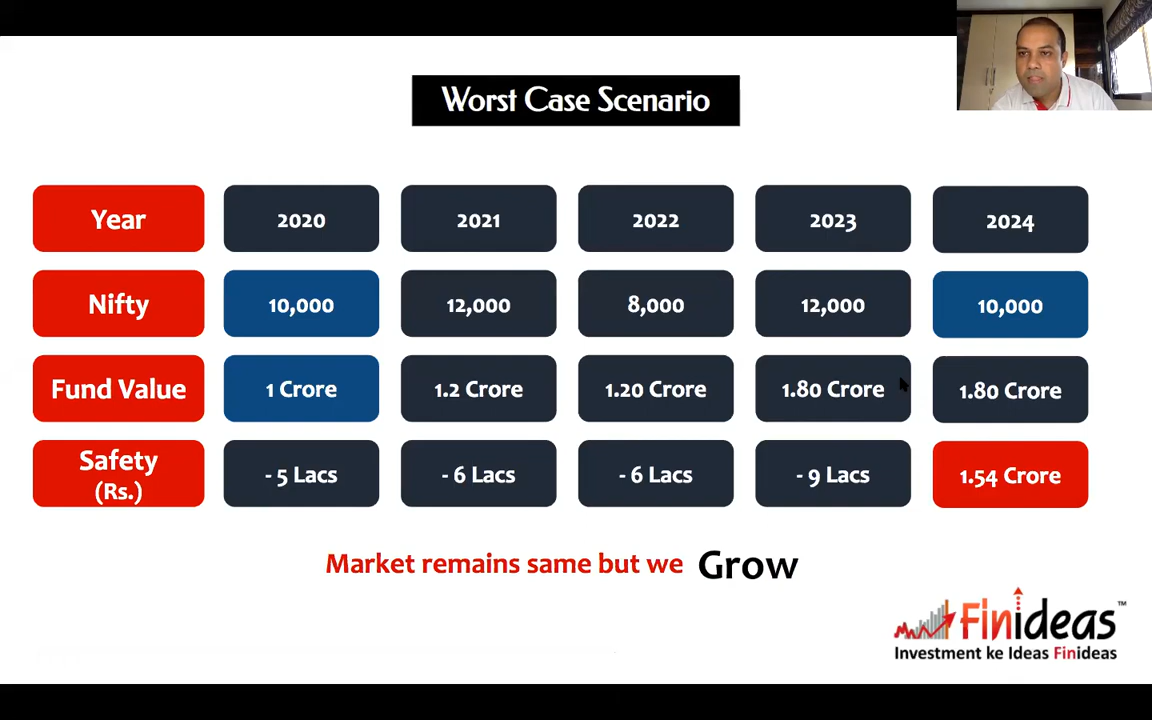 Worst Case Scenario
Year 2020 2021 2022 2023 2024
Nifty 10,000 12,000 8,000 12,000 10,000
Fund Value 1 Crore 1.2 Crore 1.20 Crore 1.80 Crore 1.80 Crore
Safety
(Rs.) - 5 Lacs - 6 Lacs - 6 Lacs - 9 Lacs 1.54 Crore
Market remains same but we Grow
Finideas™
Investment ke Ideas Finideas